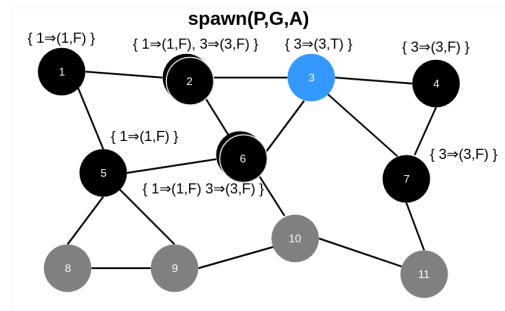 spawn(P,G,A)
{ 1⇒(1,F) }
{ 1⇒(1,F), 3⇒(3,F) }
{ 3⇒(3,T) }
{ 3⇒(3,F) }
1
2
3
4
{ 1⇒(1,F) }
5
6
{ 3⇒(3,F) }
7
{ 1⇒(1,F) 3⇒(3,F) }
8
9
10
11